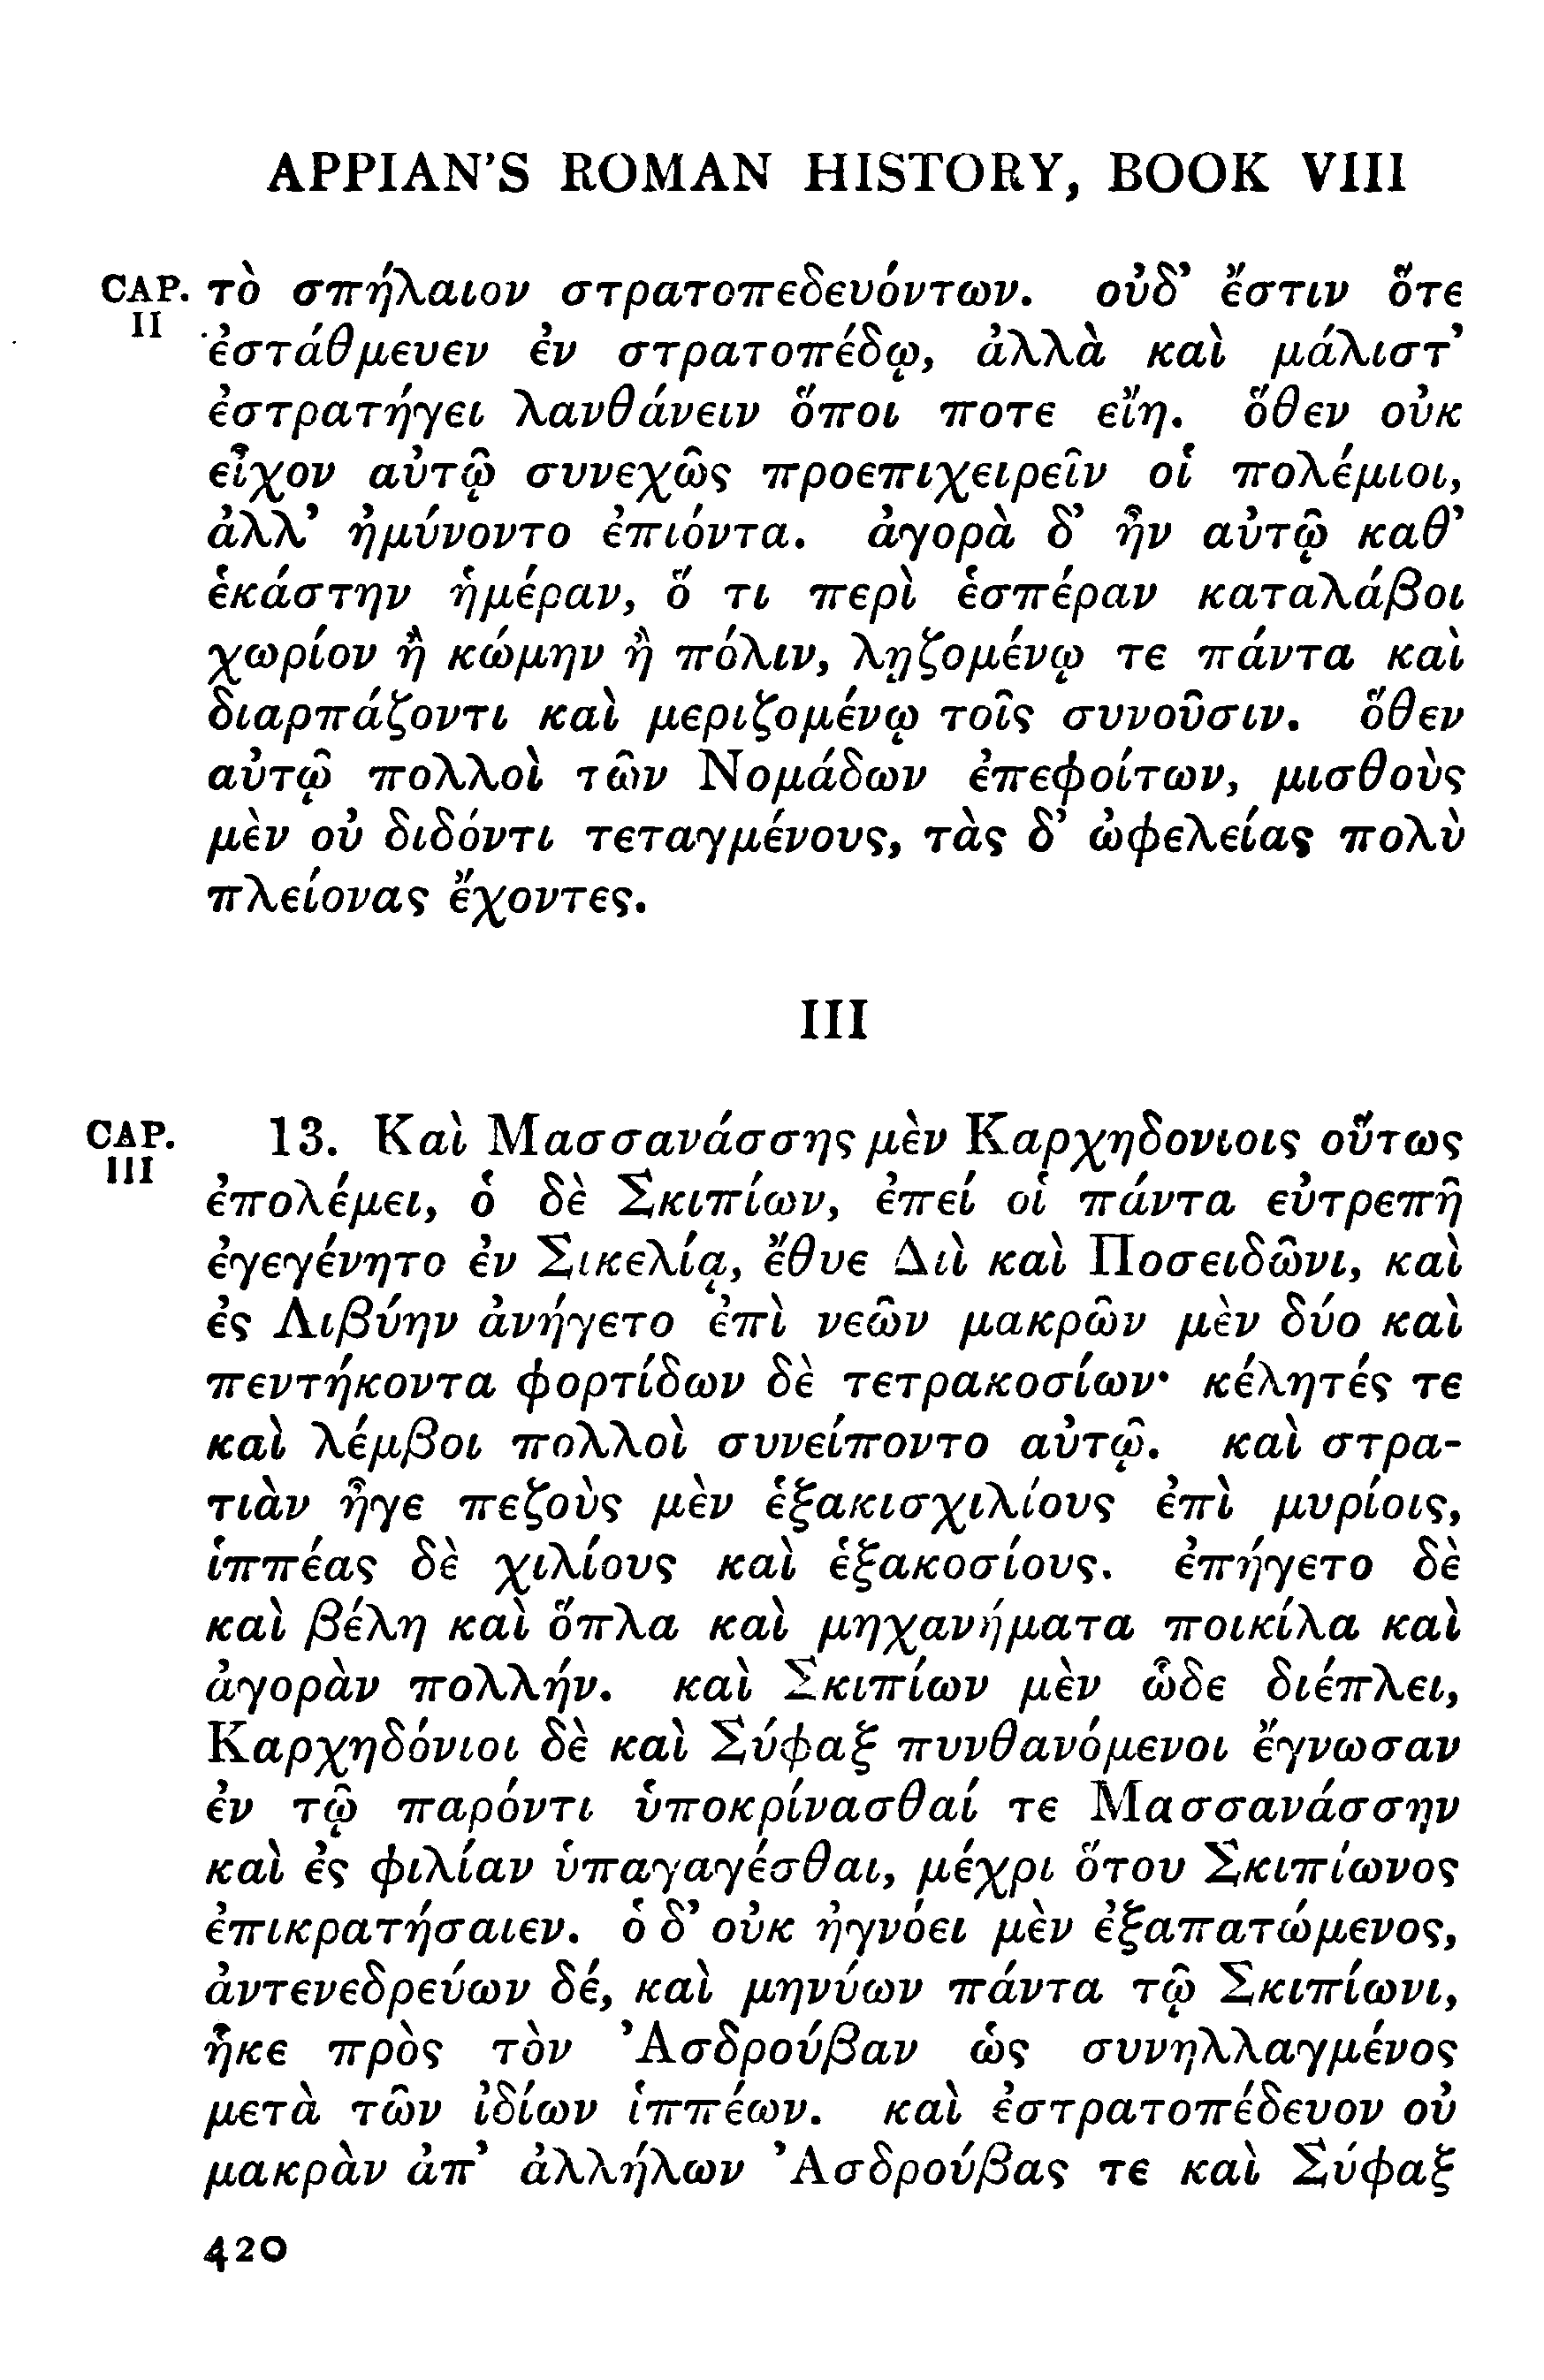 APPIAN'S ROMAN HISTORY, BOOK VIII
CAP. II
τὸ σπήλαιον στρατοπεδευόντων. οὐδ' ἔστιν ὅτε
ἐστάθμευεν ἐν στρατοπέδῳ, ἀλλὰ καὶ μάλιστ'
ἐστρατήγει λανθάνειν ὅποι ποτε εἴη. ὅθεν οὐκ
εἶχον αὐτῷ συνεχῶς προεπιχειρεῖν οἱ πολέμιοι,
ἀλλ' ἠμύνοντο ἐπιόντα. ἀγορὰ δ' ἦν αὐτῷ καθ'
ἑκάστην ἡμέραν, ὅ τι περὶ ἑσπέραν καταλάβοι
χωρίον ἢ κώμην ἢ πόλιν, λῃζομένῳ τε πάντα καὶ
διαρπάζοντι καὶ μεριζομένῳ τοῖς συνοῦσιν. ὅθεν
αὐτῷ πολλοὶ τῶν Νομάδων ἐπεφοίτων, μισθοὺς
μὲν οὐ διδόντι τεταγμένους, τὰς δ' ὠφελείας πολὺ
πλείονας ἔχοντες.
III
CAP. III
13. Καὶ Μασσανάσσης μὲν Καρχηδονιοις οὕτως
ἐπολέμει, ὁ δὲ Σκιπίων, ἐπεί οἱ πάντα εὐτρεπῆ
ἐγεγένητο ἐν Σικελίᾳ, ἔθυε Διὶ καὶ Ποσειδῶνι, καὶ
ἐς Λιβύην ἀνήγετο ἐπὶ νεῶν μακρῶν μὲν δύο καὶ
πεντήκοντα φορτίδων δὲ τετρακοσίων· κέλητές τε
καὶ λέμβοι πολλοὶ συνείποντο αὐτῷ. καὶ στρα-
τιὰν ἦγε πεζοὺς μὲν ἑξακισχιλίους ἐπὶ μυρίοις,
ἱππέας δὲ χιλίους καὶ ἑξακοσίους. ἐπήγετο δὲ
καὶ βέλη καὶ ὅπλα καὶ μηχανήματα ποικίλα καὶ
ἀγορὰν πολλήν. καὶ Σκιπίων μὲν ὧδε διέπλει,
Καρχηδόνιοι δὲ καὶ Σύφαξ πυνθανόμενοι ἔγνωσαν
ἐν τῷ παρόντι ὑποκρίνασθαί τε Μασσανάσσην
καὶ ἐς φιλίαν ὑπαγαγέσθαι, μέχρι ὅτου Σκιπίωνος
ἐπικρατήσαιεν. ὁ δ' οὐκ ἠγνόει μὲν ἐξαπατώμενος,
ἀντενεδρεύων δέ, καὶ μηνύων πάντα τῷ Σκιπίωνι,
ἧκε πρὸς τὸν Ἀσδρούβαν ὡς συνηλλαγμένος
μετὰ τῶν ἰδίων ἱππέων. καὶ ἐστρατοπέδευον οὐ
μακρὰν ἀπ' ἀλλήλων Ἀσδρούβας τε καὶ Σύφαξ
420